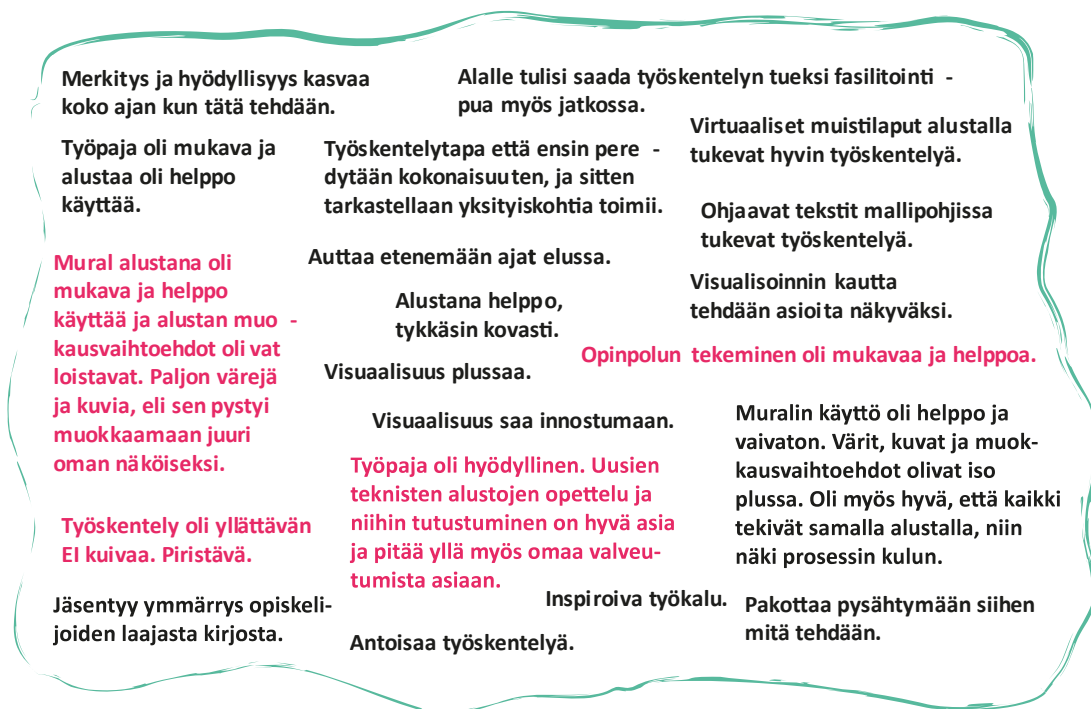 Merkitys ja hyödyllisyys kasvaa
koko ajan kun tätä tehdään.
Alalle tulisi saada työskentelyn tueksi fasilitointi -
pua myös jatkossa.
Virtuaaliset muistilaput alustalla
tukevat hyvin työskentelyä.
Työpaja oli mukava ja
alustaa oli helppo
käyttää.
Työskentelytapa että ensin pere -
dytään kokonaisuuten, ja sitten
tarkastellaan yksityiskohtia toimii.
Ohjaavat tekstit mallipohjissa
tukevat työskentelyä.
Mural alustana oli
mukava ja helppo
käyttää ja alustan muo -
kausvaihtoehdot oli vat
loistavat. Paljon värejä
ja kuvia, eli sen pystyi
muokkaamaan juuri
oman näköiseksi.
Auttaa etenemään ajat elussa.
Visualisoinnin kautta
tehdään asioita näkyväksi.
Alustana helppo,
tykkäsin kovasti.
Opinpolun tekeminen oli mukavaa ja helppoa.
Visuaalisuus plussaa.
Visuaalisuus saa innostumaan.
Muralin käyttö oli helppo ja
vaivaton. Värit, kuvat ja muok-
kausvaihtoehdot olivat iso
plussa. Oli myös hyvä, että kaikki
tekivät samalla alustalla, niin
näki prosessin kulun.
Työpaja oli hyödyllinen. Uusien
teknisten alustojen opettelu ja
niihin tutustuminen on hyvä asia
ja pitää yllä myös omaa valveu-
tumista asiaan.
Työskentely oli yllättävän
EI kuivaa. Piristävä.
Inspiroiva työkalu.
Jäsentyy ymmärrys opiskeli-
joiden laajasta kirjosta.
Pakottaa pysähtymään siihen
mitä tehdään.
Antoisaa työskentelyä.